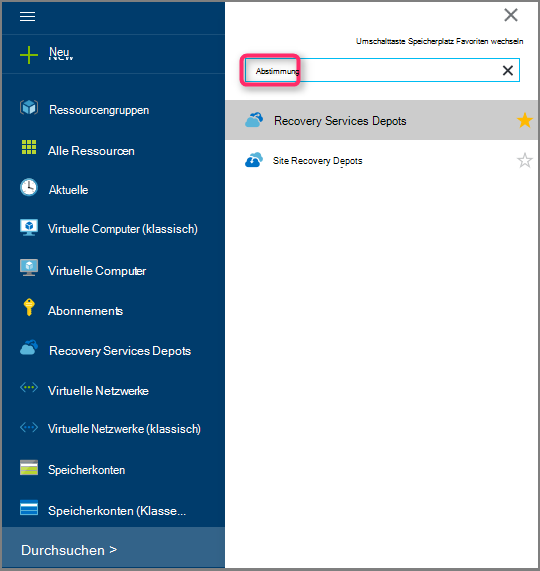 Neu
Ressourcengruppen
Alle Ressourcen
Aktuelle
Virtuelle Computer (klassisch)
Virtuelle Computer
Abonnements
Recovery Services Depots
Virtuelle Netzwerke
Virtuelle Netzwerke (klassisch)
Speicherkonten
Speicherkonten (Klasse...
Durchsuchen >
Umschalttaste Speicherplatz Favoriten wechseln
Abstimmung
Recovery Services Depots
Site Recovery Depots